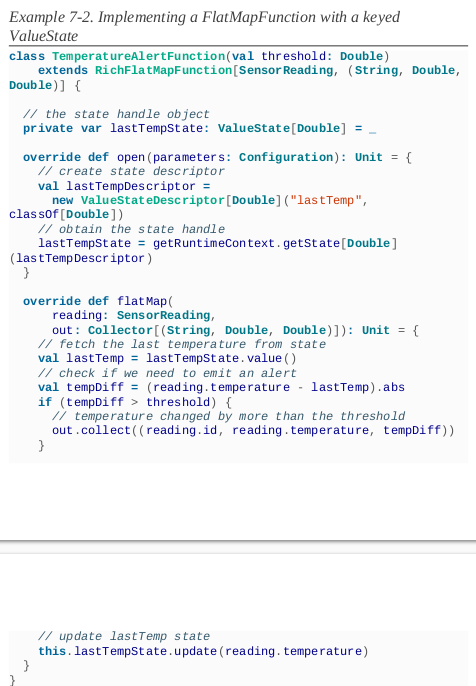 Example 7-2. Implementing a FlatMapFunction with a keyed
ValueState
class TemperatureAlertFunction(val threshold: Double)
    extends RichFlatMapFunction[SensorReading, (String, Double,
Double)] {

  // the state handle object
  private var lastTempState: ValueState[Double] = _

  override def open(parameters: Configuration): Unit = {
    // create state descriptor
    val lastTempDescriptor =
      new ValueStateDescriptor[Double]("lastTemp",
classOf[Double])
    // obtain the state handle
    lastTempState = getRuntimeContext.getState[Double]
(lastTempDescriptor)
  }

  override def flatMap(
      reading: SensorReading,
      out: Collector[(String, Double, Double)]): Unit = {
    // fetch the last temperature from state
    val lastTemp = lastTempState.value()
    // check if we need to emit an alert
    val tempDiff = (reading.temperature - lastTemp).abs
    if (tempDiff > threshold) {
      // temperature changed by more than the threshold
      out.collect((reading.id, reading.temperature, tempDiff))
    }

    // update lastTemp state
    this.lastTempState.update(reading.temperature)
  }
}